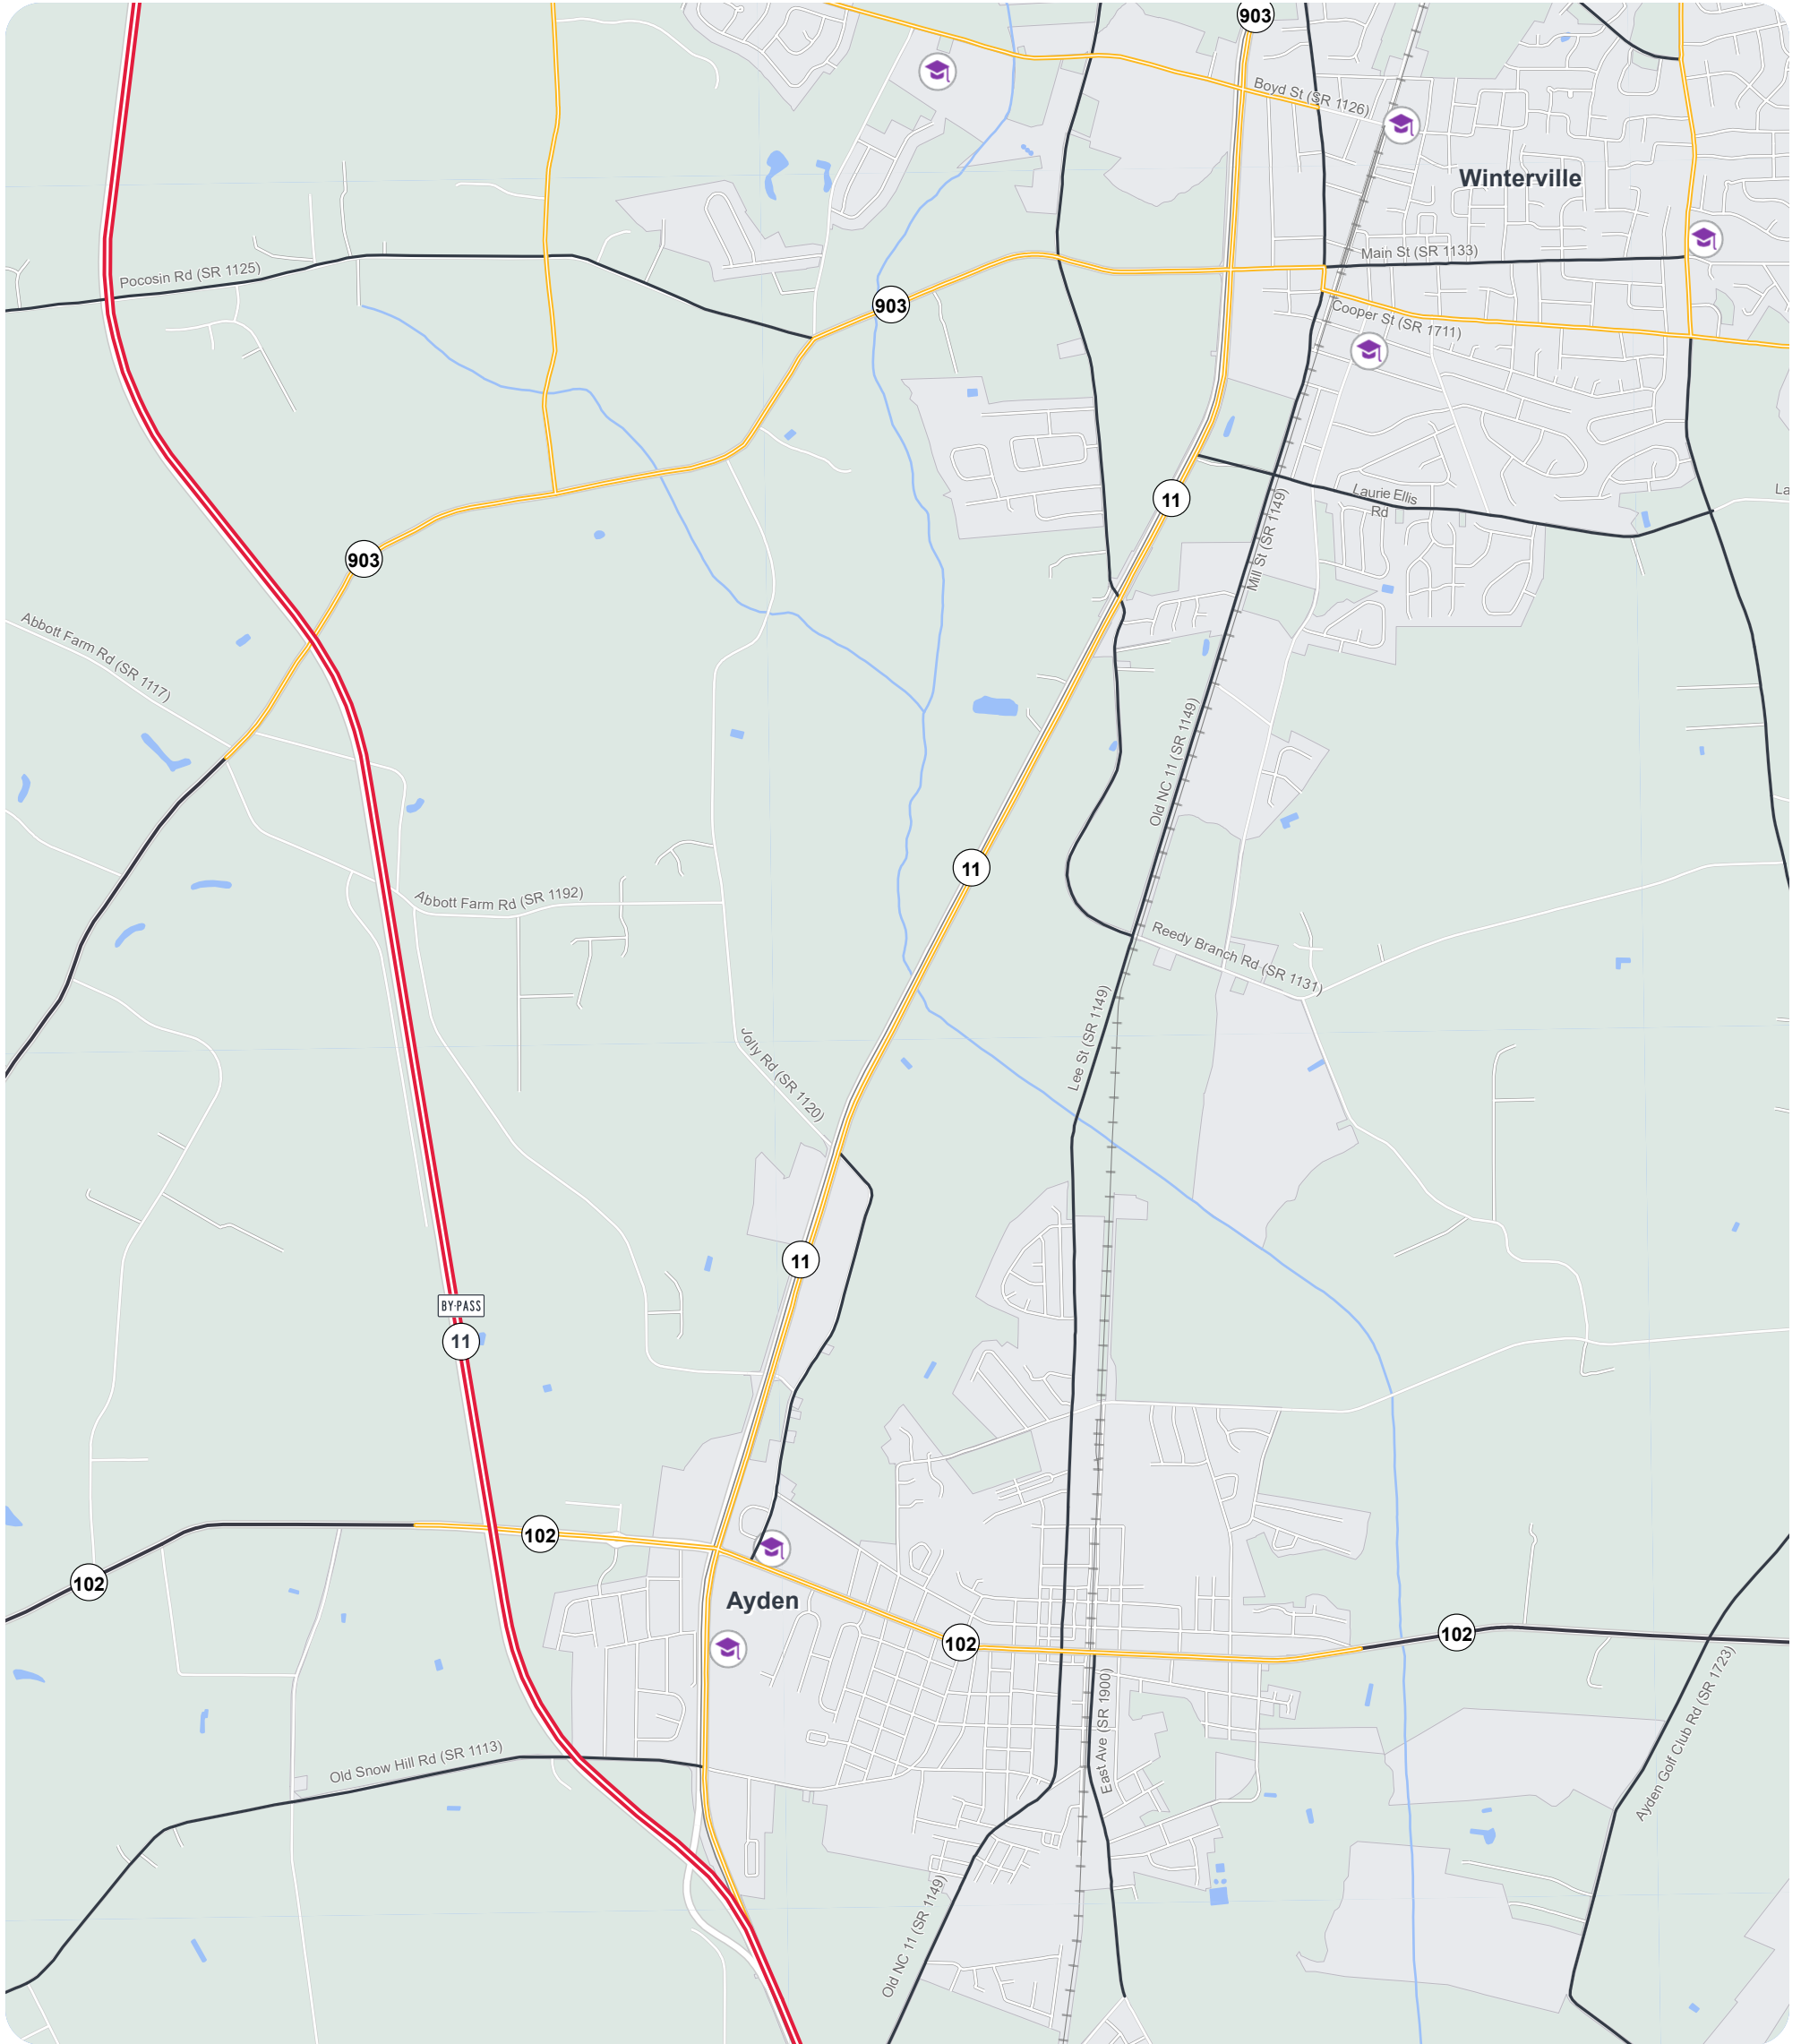 903
Boyd St (SR 1126)
Winterville
Main St (SR 1133)
Pocosin Rd (SR 1125)
903
Cooper St (SR 1711)
11
Laurie Ellis
Rd
La
Mill St (SR 1149)
903
Abbott Farm Rd (SR 1117)
Old NC 11 (SR 1149)
11
Abbott Farm Rd (SR 1192)
Reedy Branch Rd (SR 1131)
Lee St (SR 1149)
Jolly Rd (SR 1120)
11
BY-PASS
11
102
102
Ayden
102
102
East Ave (SR 1900)
Ayden Golf Club Rd (SR 1723)
Old Snow Hill Rd (SR 1113)
Old NC 11 (SR 1149)